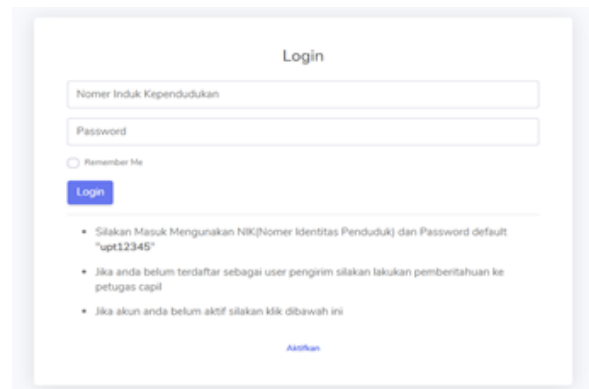 Login
Nomer Induk Kependudukan
Password
Remember Me
Login
Silakan Masuk Mengunakan NIK(Nomer Identitas Penduduk) dan Password default
"upt12345"
Jika anda belum terdaftar sebagai user pengirim silakan lakukan pemberitahuan ke
petugas capil
Jika akun anda belum aktif silakan klik dibawah ini
Aktifkan